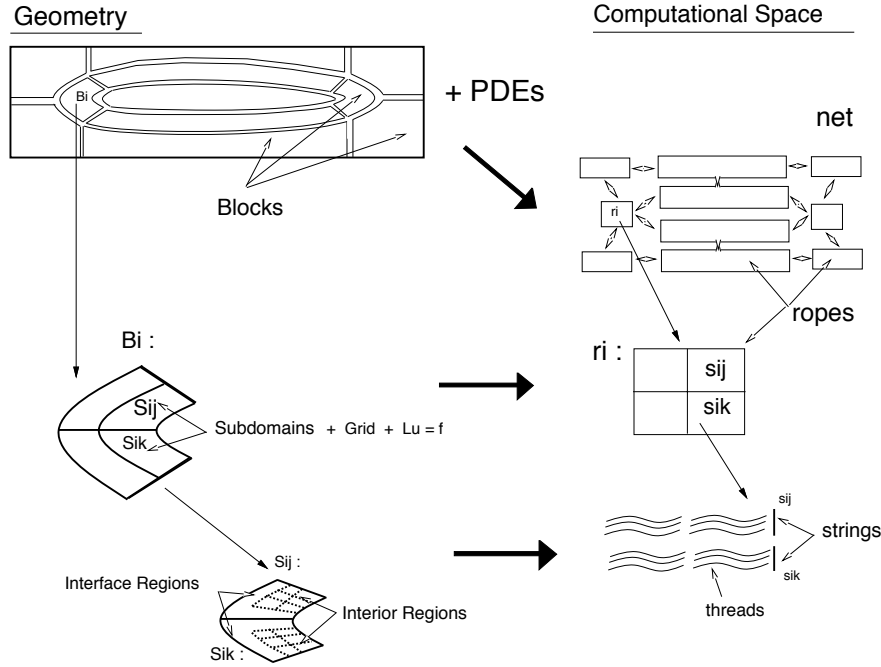 Geometry
Computational Space
Bi
+ PDEs
net
Blocks
ri
ropes
Bi :
ri :
sij
sik
Sij
Sik
Subdomains + Grid + Lu = f
sij
strings
sik
threads
Sij :
Interface Regions
Interior Regions
Sik :